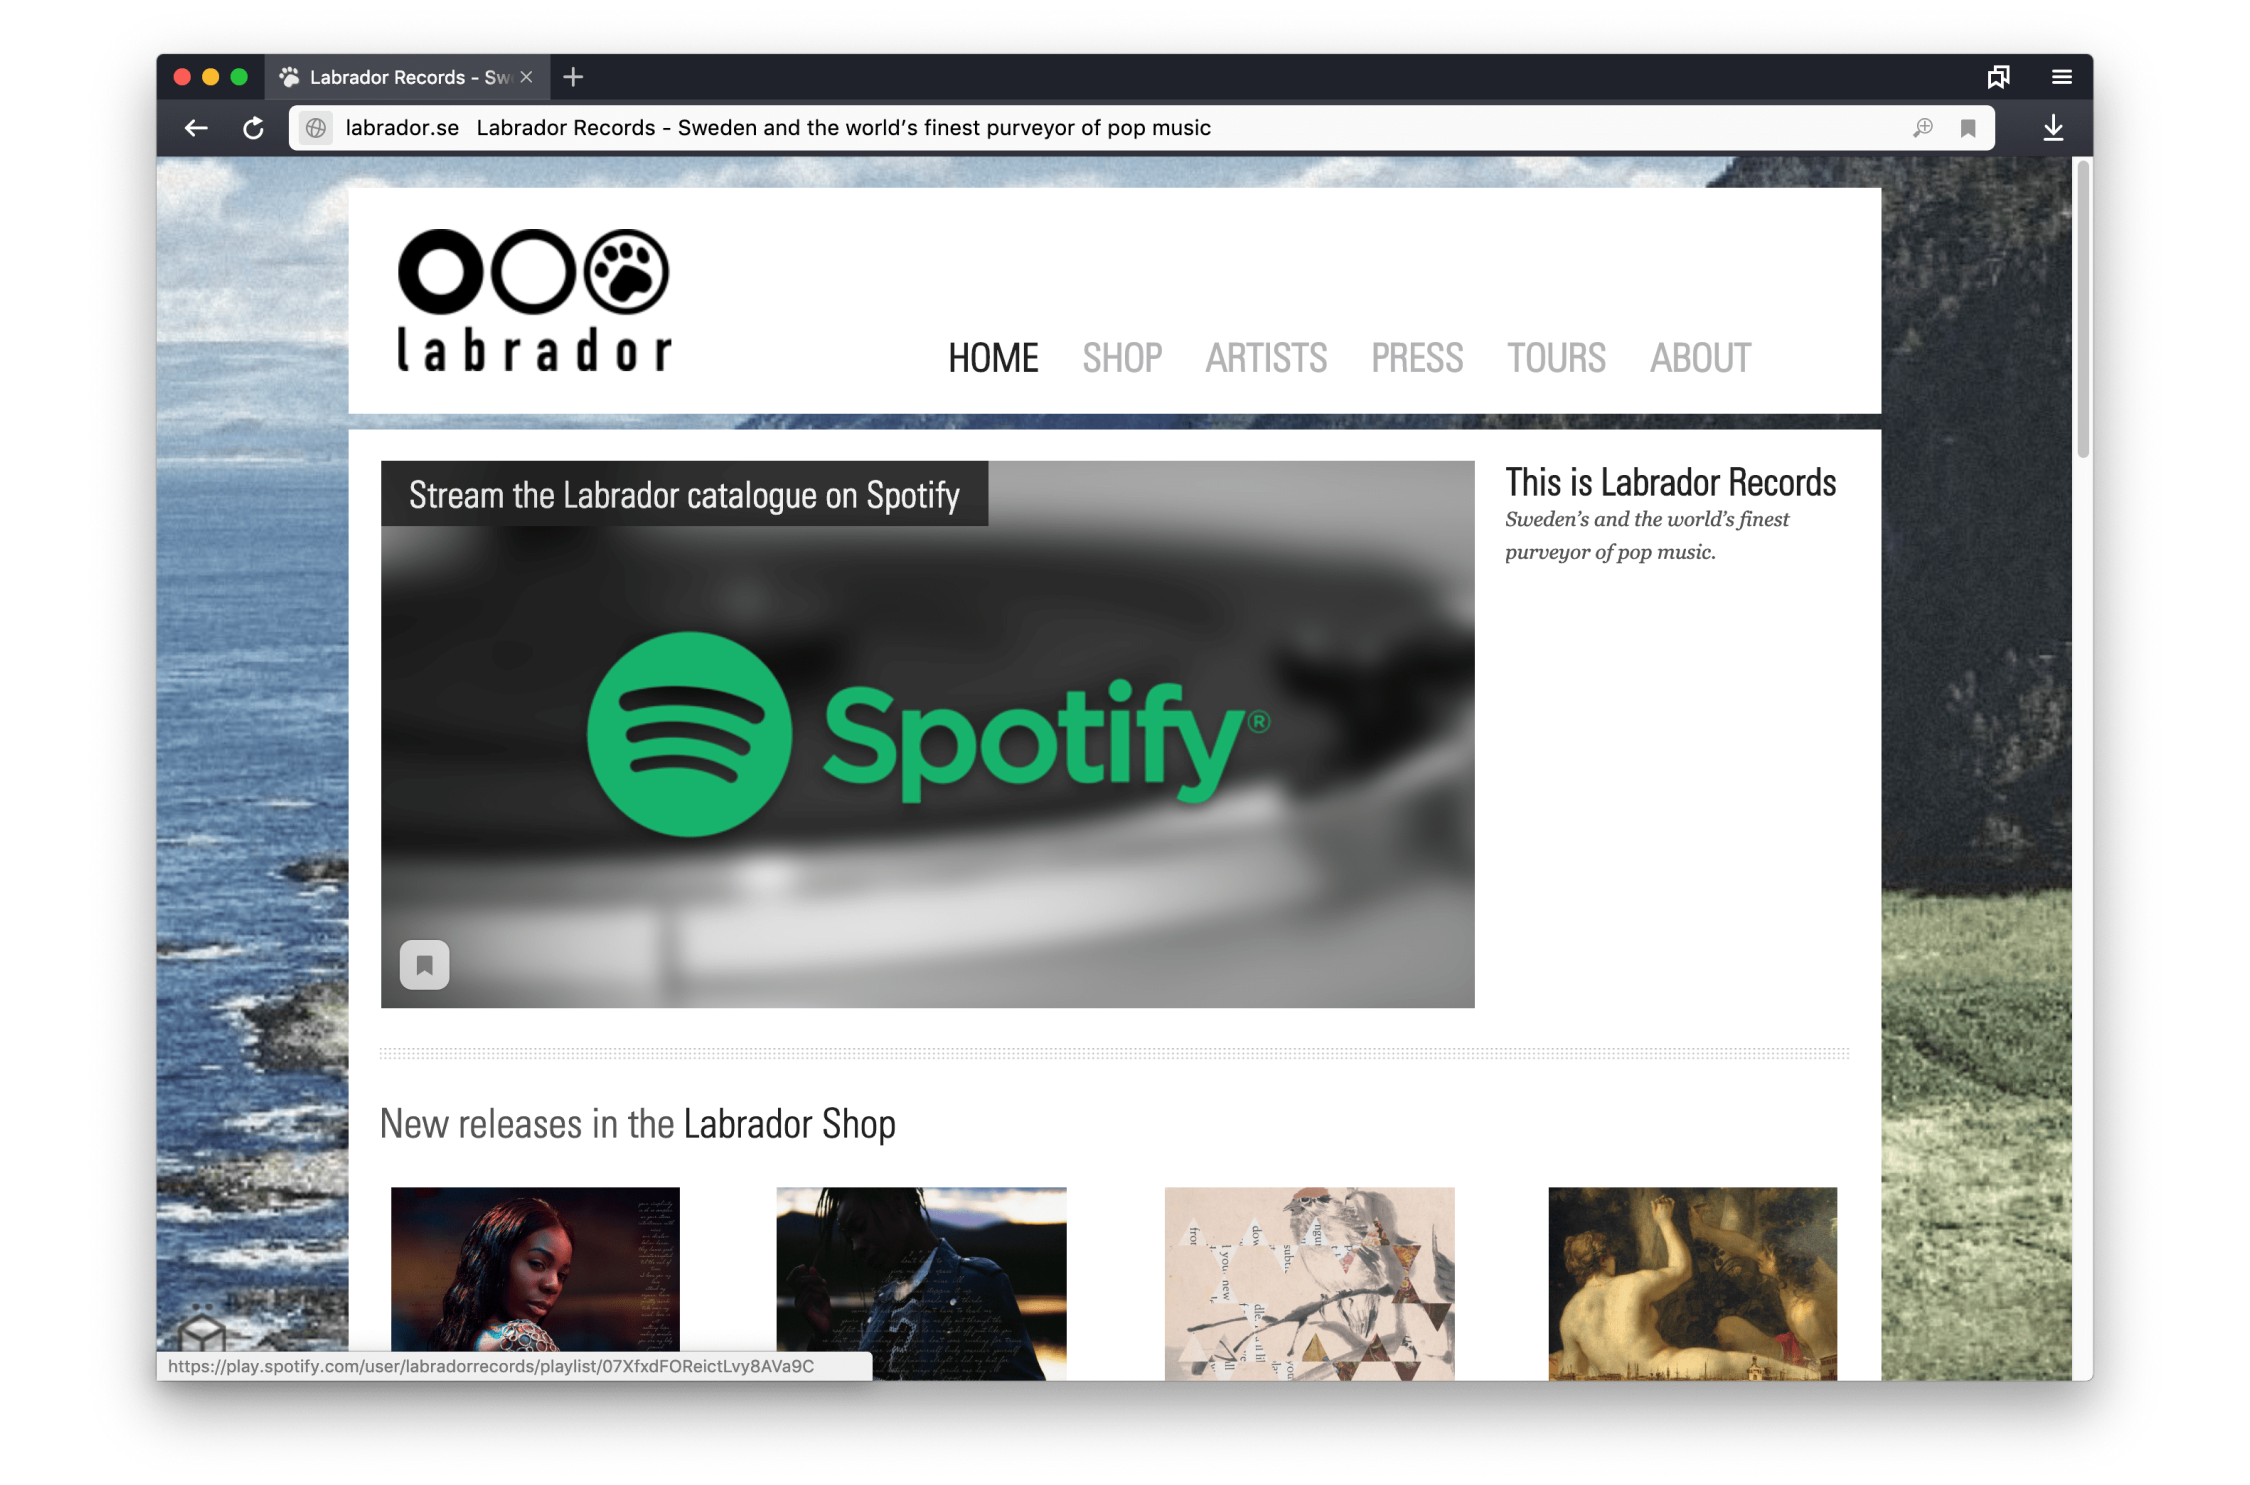 Labrador Records - Sw
labrador.se Labrador Records - Sweden and the world's finest purveyor of pop music
labrador
HOME SHOP ARTISTS PRESS TOURS ABOUT
Stream the Labrador catalogue on Spotify
Spotify®
This is Labrador Records
Sweden's and the world's finest
purveyor of pop music.
New releases in the Labrador Shop
https://play.spotify.com/user/labradorrecords/playlist/07XfxdFOReictLvy8AVa9C